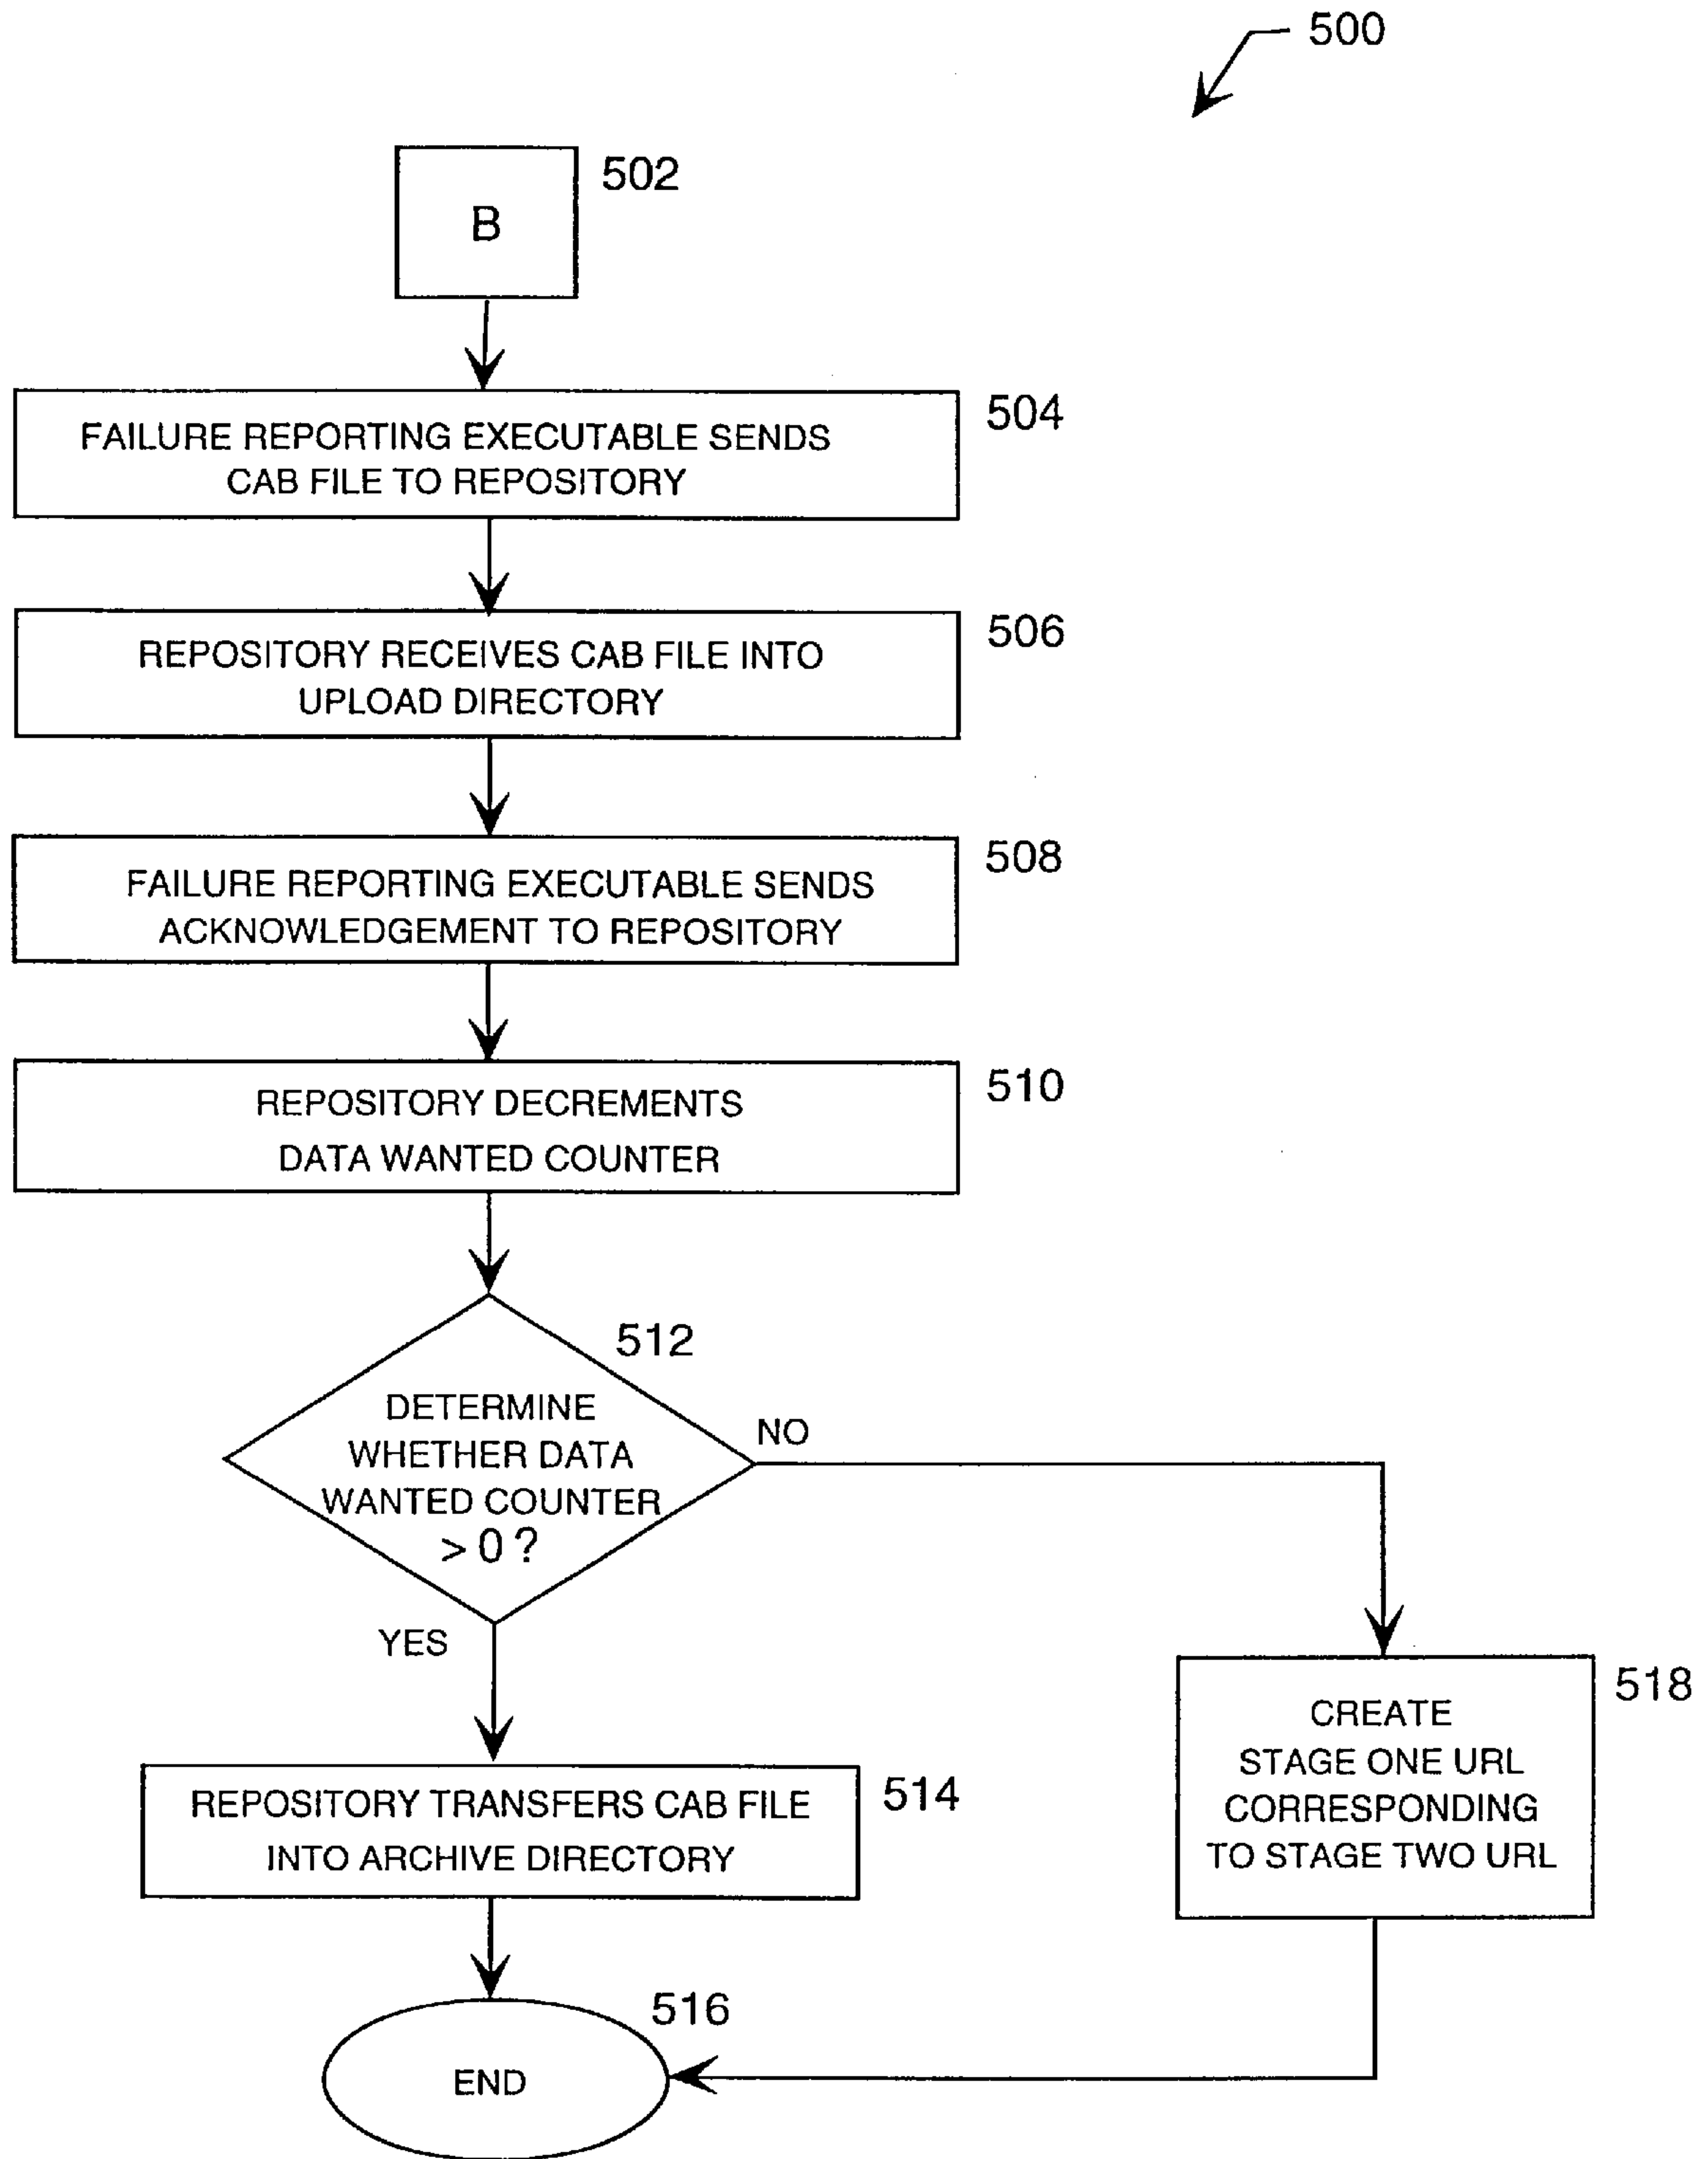 500
502
B
504
FAILURE REPORTING EXECUTABLE SENDS
CAB FILE TO REPOSITORY
506
REPOSITORY RECEIVES CAB FILE INTO
UPLOAD DIRECTORY
508
FAILURE REPORTING EXECUTABLE SENDS
ACKNOWLEDGEMENT TO REPOSITORY
510
REPOSITORY DECREMENTS
DATA WANTED COUNTER
512
DETERMINE
WHETHER DATA
WANTED COUNTER
> 0 ?
NO
YES
518
CREATE
STAGE ONE URL
CORRESPONDING
TO STAGE TWO URL
514
REPOSITORY TRANSFERS CAB FILE
INTO ARCHIVE DIRECTORY
516
END